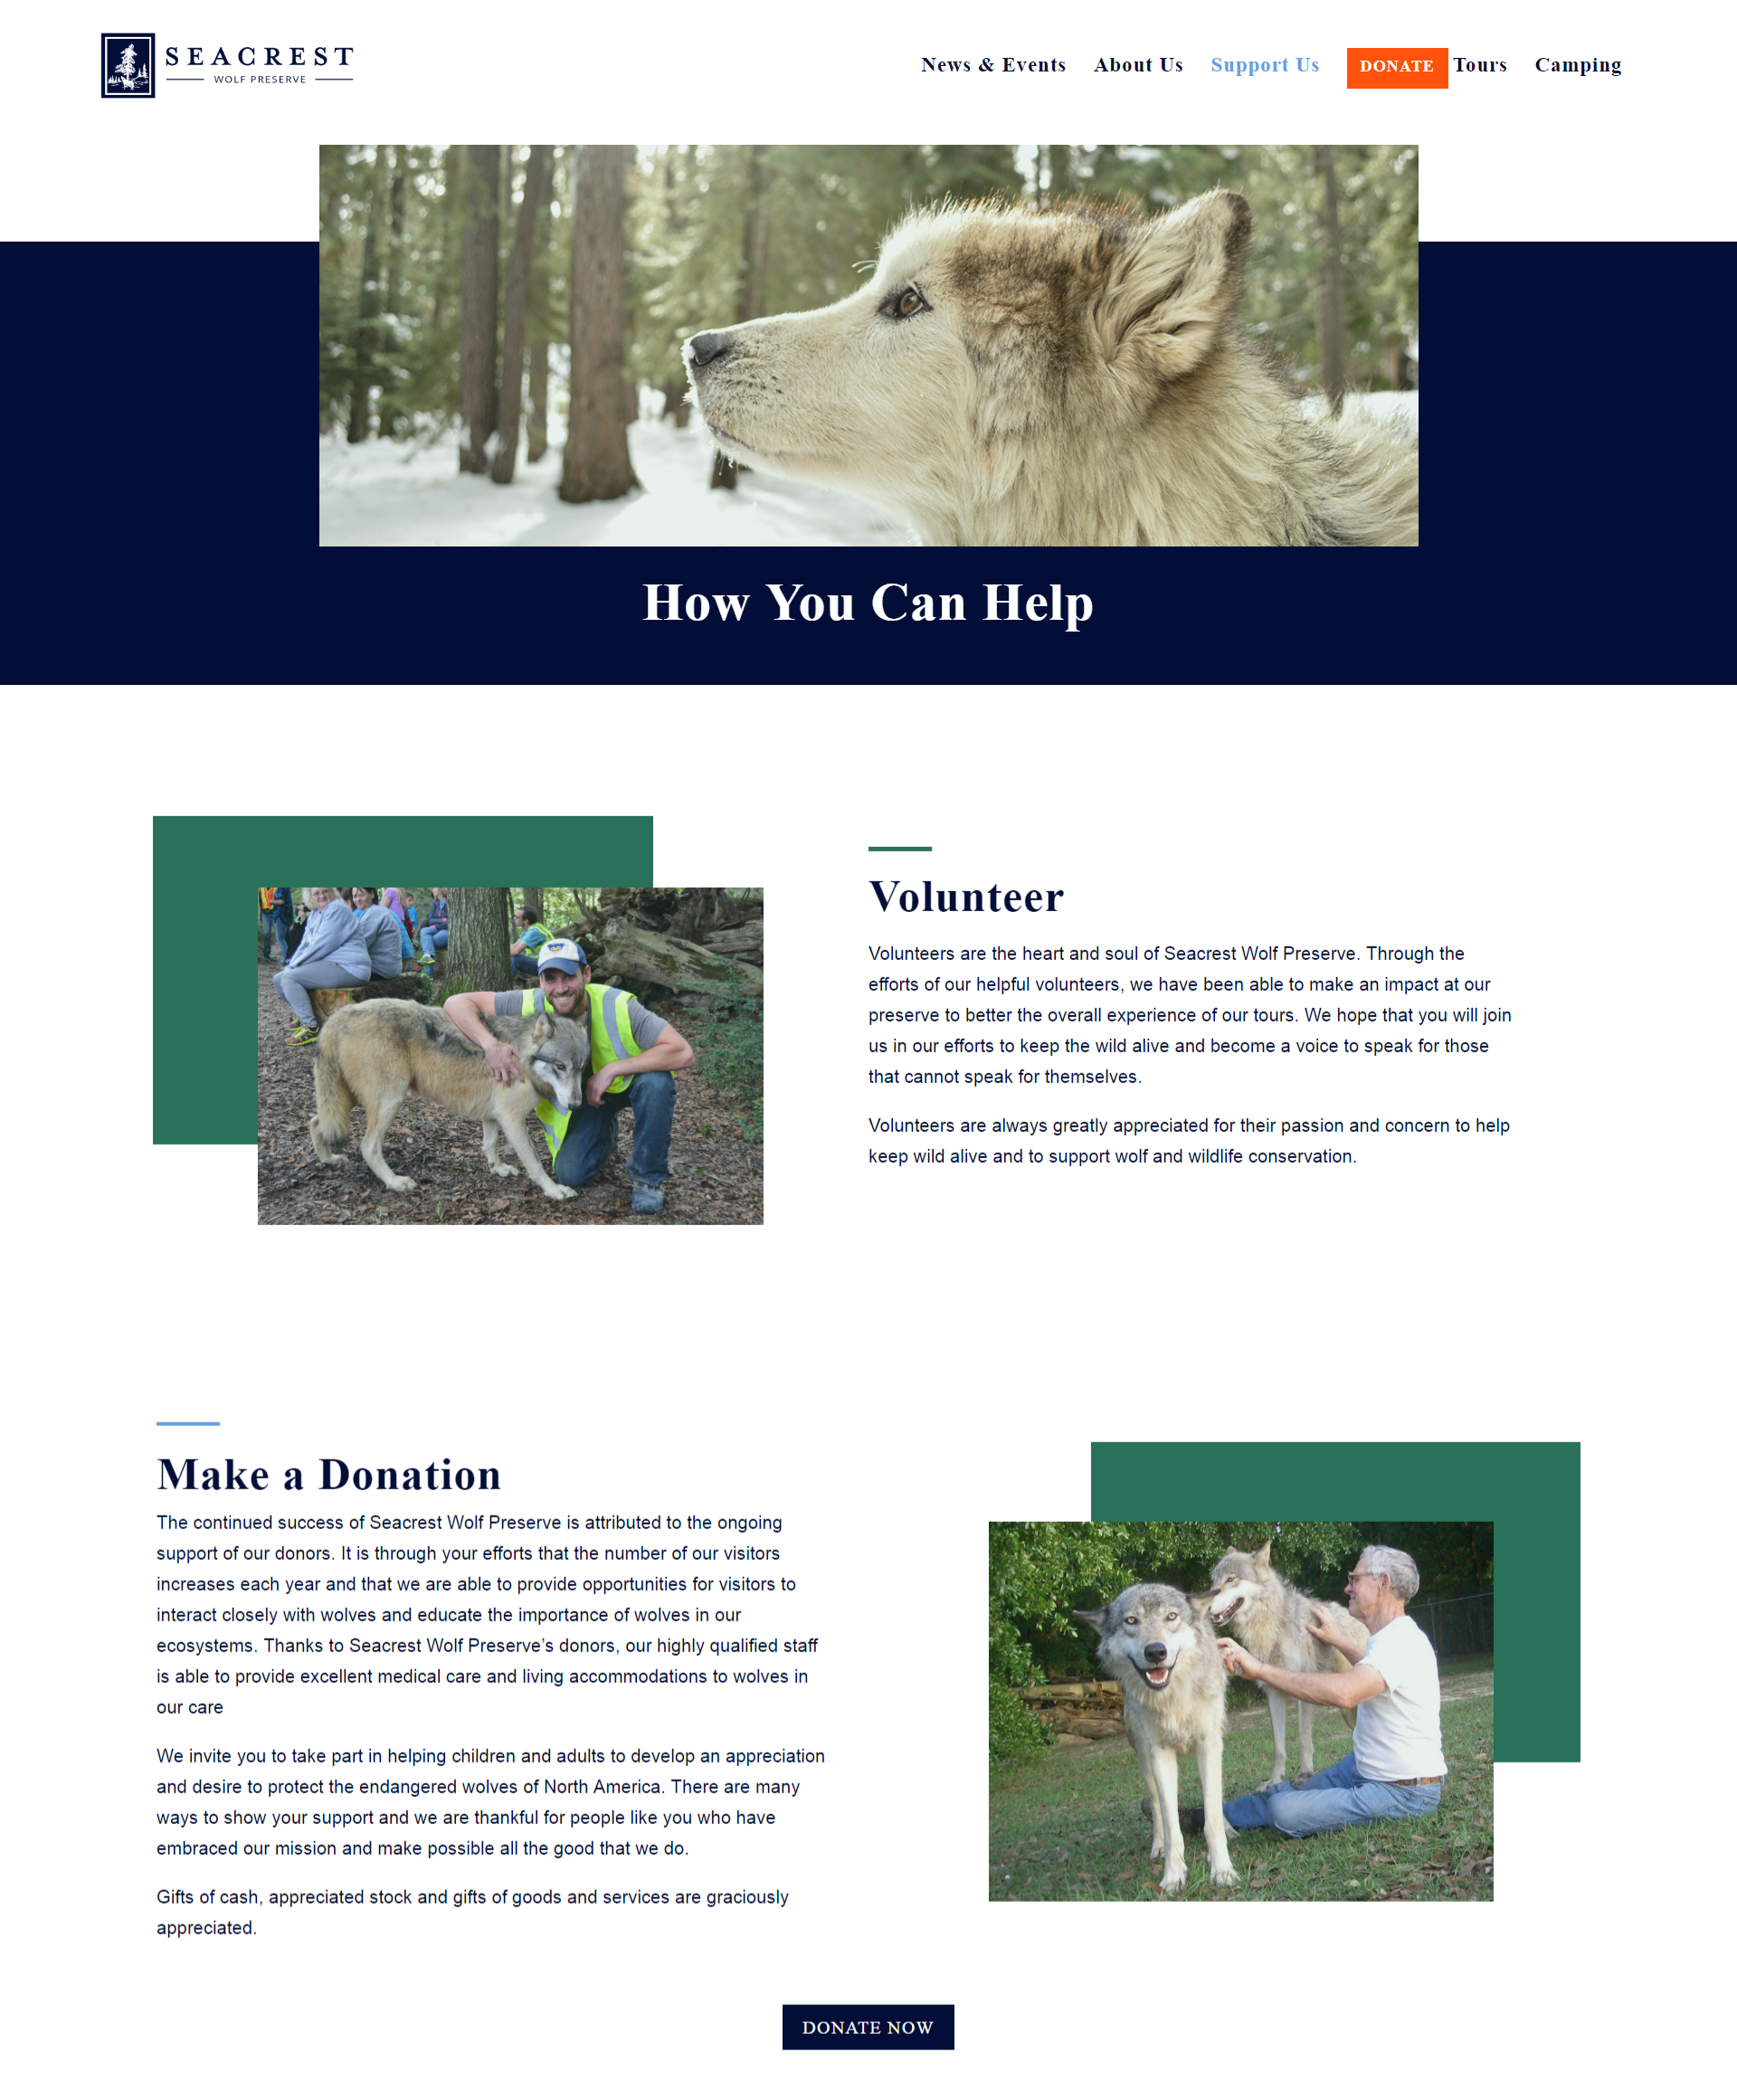 SEACREST
WOLF PRESERVE
News & Events About Us Support Us DONATE Tours Camping
How You Can Help
Volunteer
Volunteers are the heart and soul of Seacrest Wolf Preserve. Through the
efforts of our helpful volunteers, we have been able to make an impact at our
preserve to better the overall experience of our tours. We hope that you will join
us in our efforts to keep the wild alive and become a voice to speak for those
that cannot speak for themselves.
Volunteers are always greatly appreciated for their passion and concern to help
keep wild alive and to support wolf and wildlife conservation.
Make a Donation
The continued success of Seacrest Wolf Preserve is attributed to the ongoing
support of our donors. It is through your efforts that the number of our visitors
increases each year and that we are able to provide opportunities for visitors to
interact closely with wolves and educate the importance of wolves in our
ecosystems. Thanks to Seacrest Wolf Preserve’s donors, our highly qualified staff
is able to provide excellent medical care and living accommodations to wolves in
our care
We invite you to take part in helping children and adults to develop an appreciation
and desire to protect the endangered wolves of North America. There are many
ways to show your support and we are thankful for people like you who have
embraced our mission and make possible all the good that we do.
Gifts of cash, appreciated stock and gifts of goods and services are graciously
appreciated.
DONATE NOW